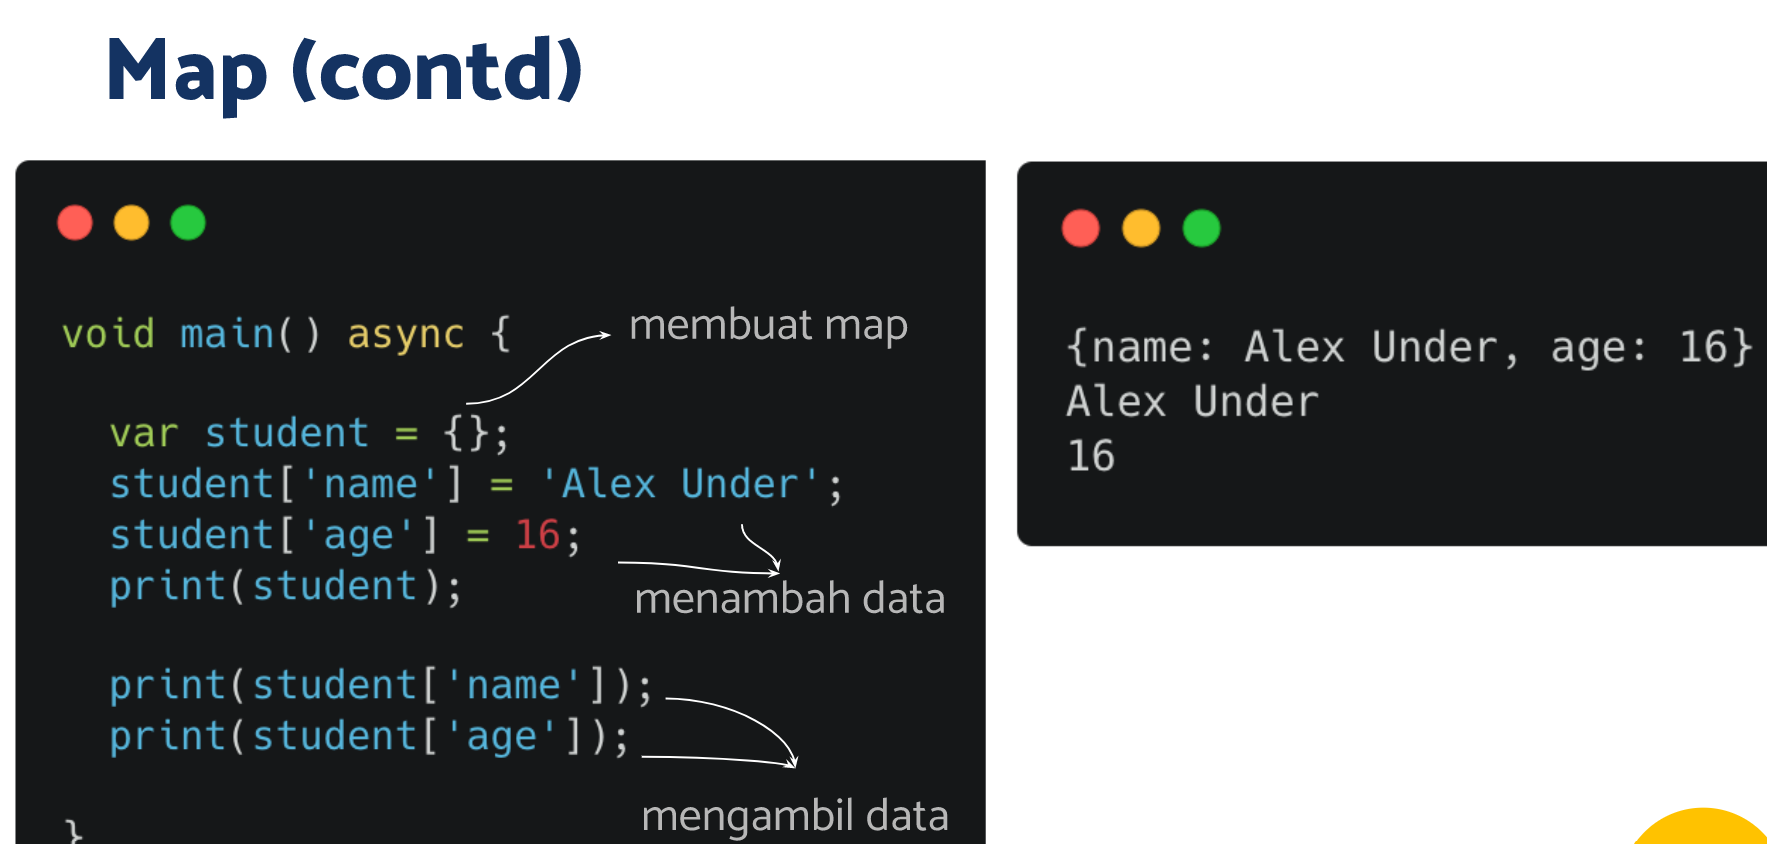 Map (contd)
void main() async {
membuat map
var student = {};
student['name'] = 'Alex Under';
student['age'] = 16;
print(student);
menambah data
print(student['name']);
print(student['age']);
mengambil data
}
{name: Alex Under, age: 16}
Alex Under
16